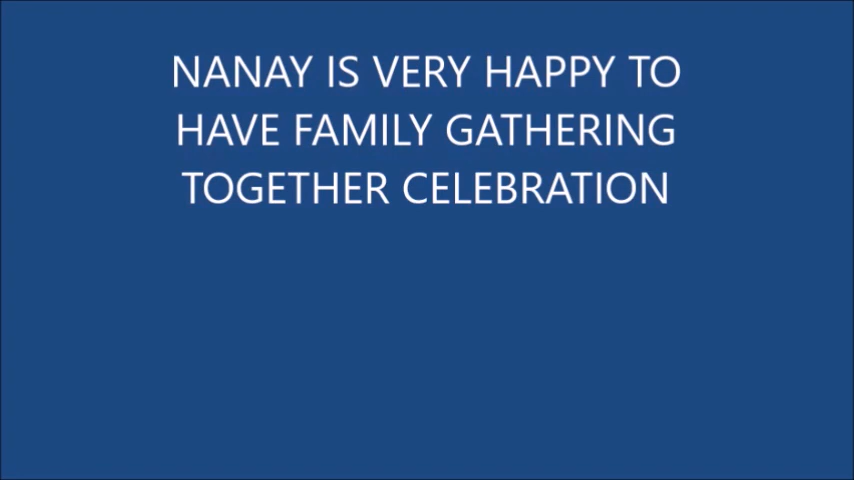 NANAY IS VERY HAPPY TO
HAVE FAMILY GATHERING
TOGETHER CELEBRATION